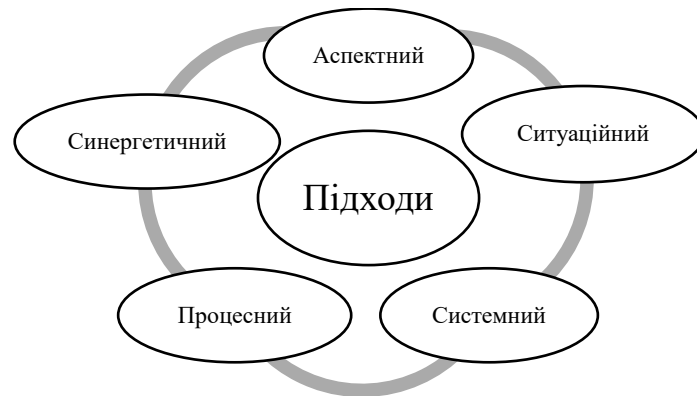 Аспектний
Синергетичний
Ситуаційний
Підходи
Процесний
Системний